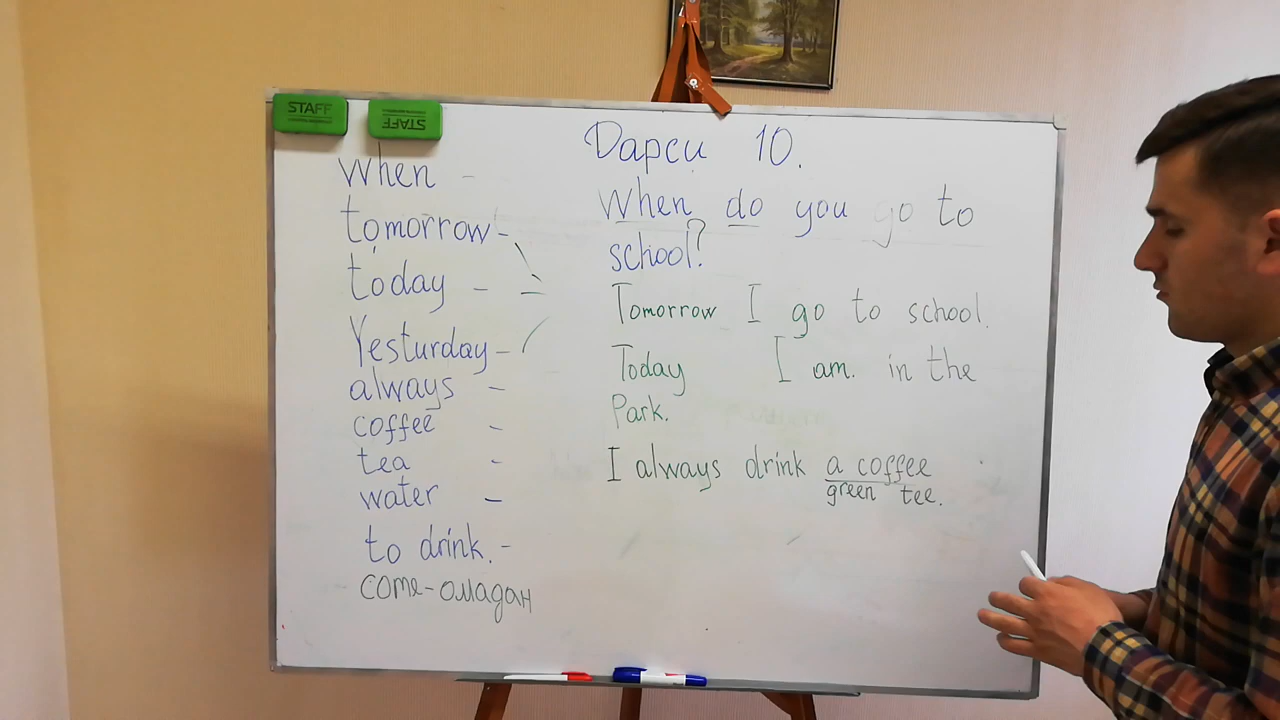 STAFF
STAFF
When -
tomorrow -
today -
Yesturday -
always -
coffee -
tea -
water -
to drink. -
come - омадан
Дарси 10.
When do you go to
school?
Tomorrow I go to school.
Today I am. in the
Park.
I always drink a coffee
green tee.